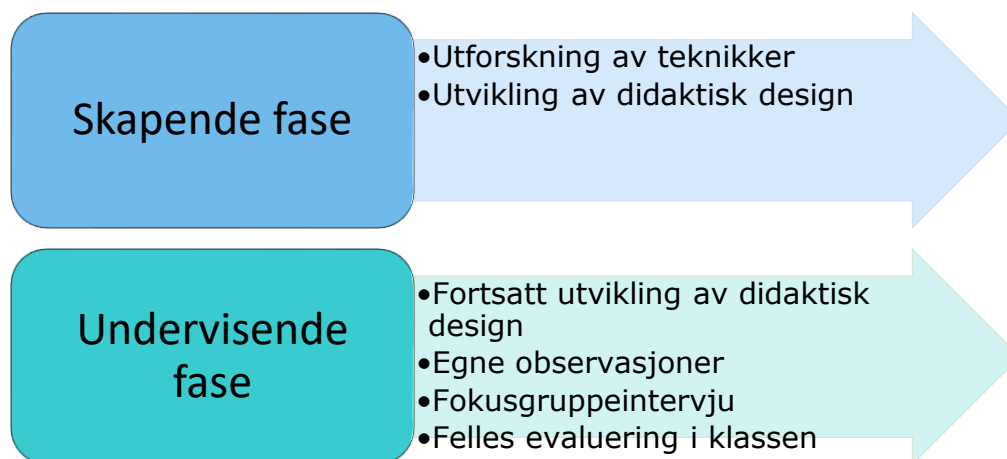 Skapende fase
•Utforskning av teknikker
•Utvikling av didaktisk design
Undervisende
fase
•Fortsatt utvikling av didaktisk
design
•Egne observasjoner
•Fokusgruppeintervju
•Felles evaluering i klassen